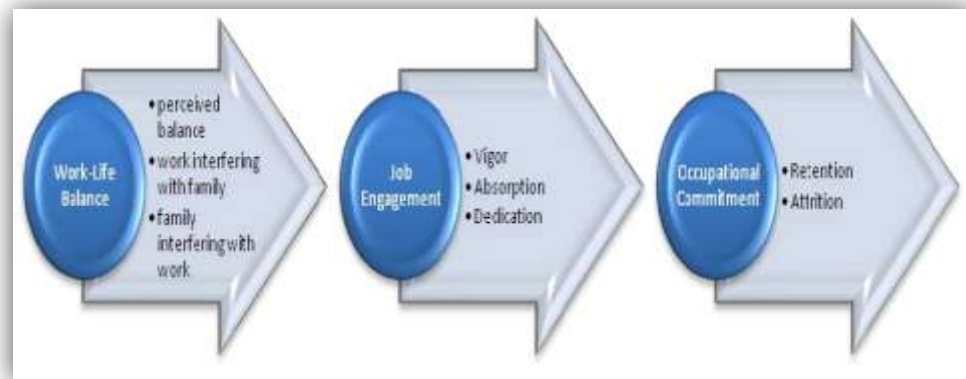 Work-Life
Balance
•perceived
balance
•work interfering
with family
•family
interfering with
work
Job
Engagement
•Vigor
•Absorption
•Dedication
Occupational
Commitment
•Retention
•Attrition